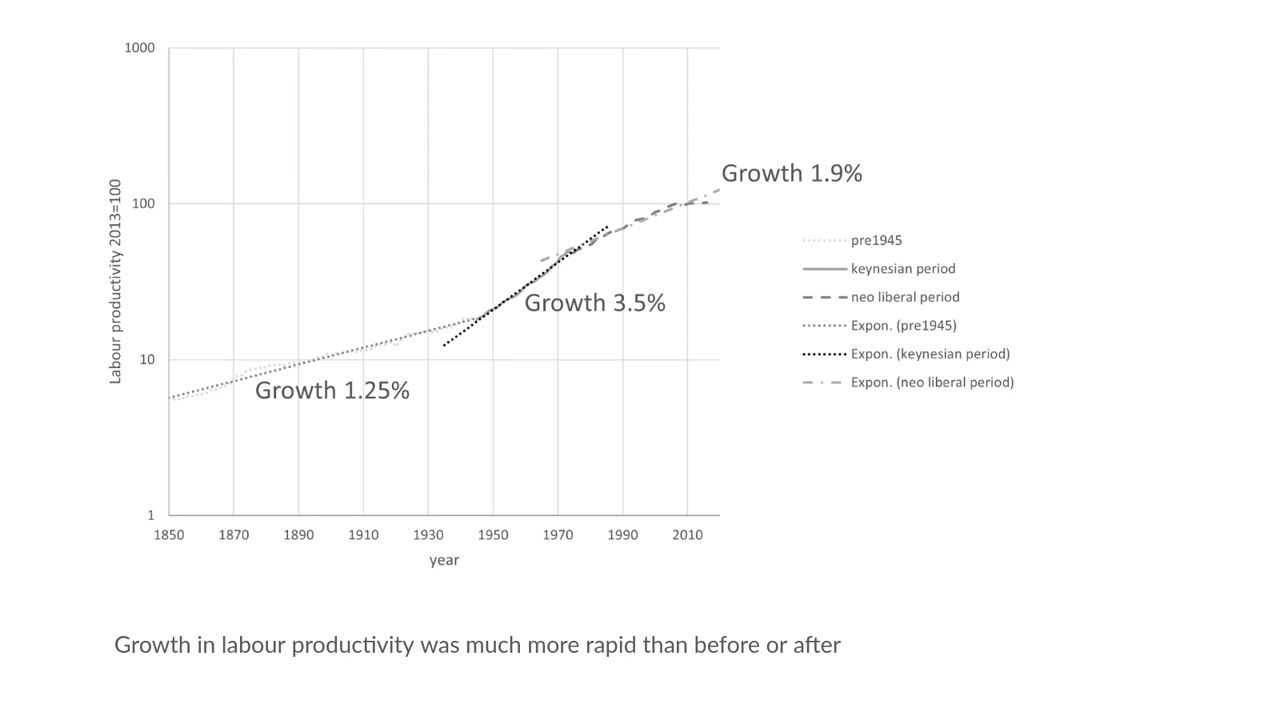 1000
100
10
1
Labour productivity 2013=100
1850 1870 1890 1910 1930 1950 1970 1990 2010
year
Growth 1.9%
Growth 3.5%
Growth 1.25%
pre1945
keynesian period
neo liberal period
Expon. (pre1945)
Expon. (keynesian period)
Expon. (neo liberal period)
Growth in labour productivity was much more rapid than before or after